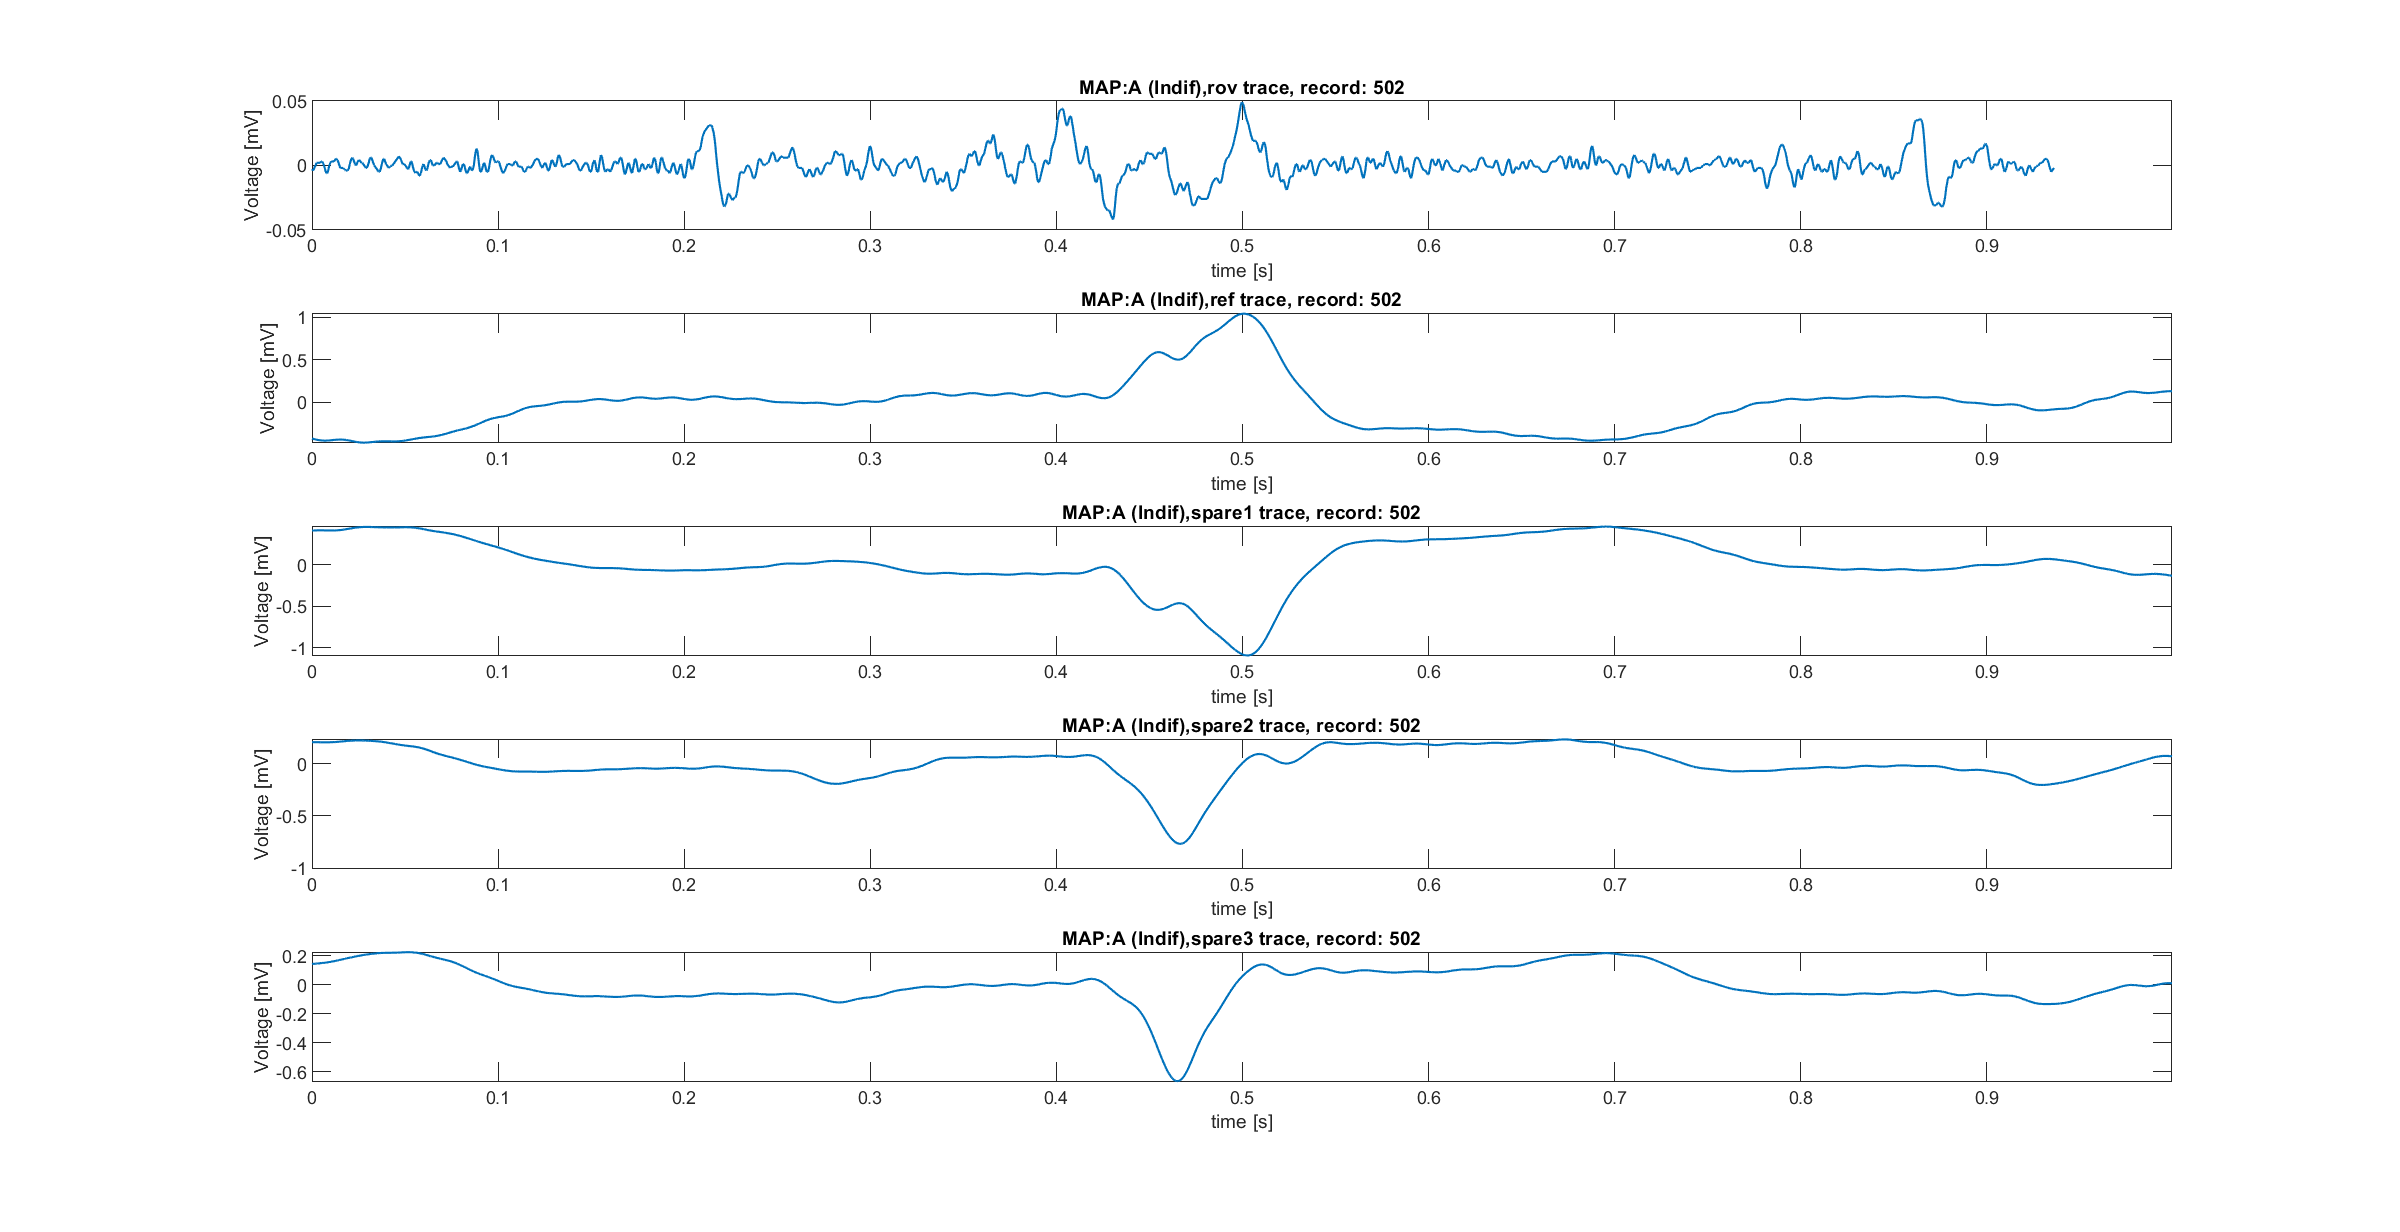 MAP:A (Indif),rov trace, record: 502
Voltage [mV]
0.05
0
-0.05
0 0.1 0.2 0.3 0.4 0.5 0.6 0.7 0.8 0.9
time [s]
MAP:A (Indif),ref trace, record: 502
Voltage [mV]
1
0.5
0
0 0.1 0.2 0.3 0.4 0.5 0.6 0.7 0.8 0.9
time [s]
MAP:A (Indif),spare1 trace, record: 502
Voltage [mV]
0
-0.5
-1
0 0.1 0.2 0.3 0.4 0.5 0.6 0.7 0.8 0.9
time [s]
MAP:A (Indif),spare2 trace, record: 502
Voltage [mV]
0
-0.5
-1
0 0.1 0.2 0.3 0.4 0.5 0.6 0.7 0.8 0.9
time [s]
MAP:A (Indif),spare3 trace, record: 502
Voltage [mV]
0.2
0
-0.2
-0.4
-0.6
0 0.1 0.2 0.3 0.4 0.5 0.6 0.7 0.8 0.9
time [s]